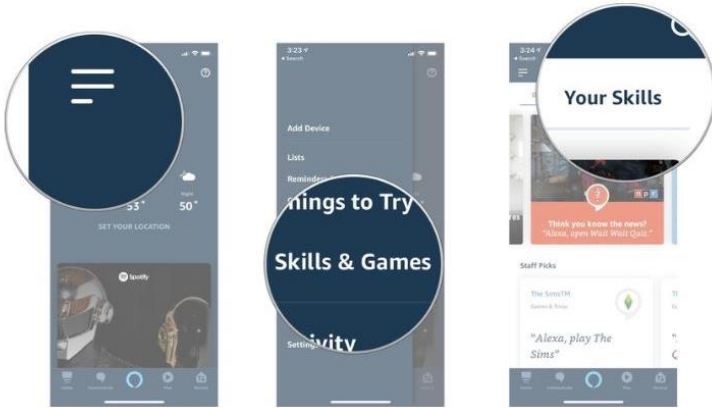 53°
50°
SET YOUR LOCATION
Spotify
3:23
Search
Add Device
Lists
Reminders
hings to Try
Skills & Games
ivity
Settings
3:24
Search
Your Skills
npr
Think you know the news?
"Alexa, open Wait Wait Quiz."
Staff Picks
The Sims™
Games & Trivia
"Alexa, play The
Sims"
Play